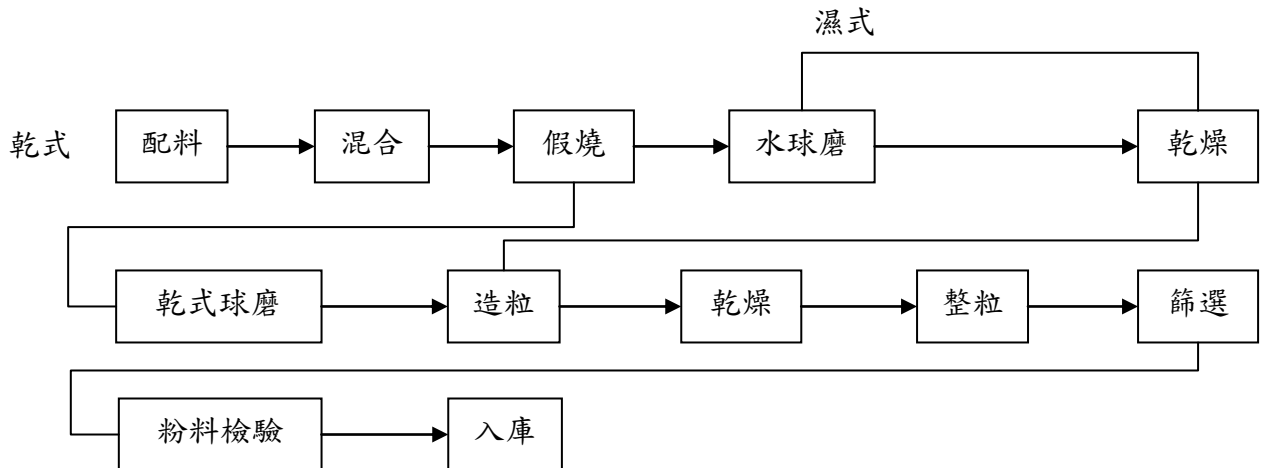 濕式
乾式 配料 混合 假燒 水球磨 乾燥
乾式球磨 造粒 乾燥 整粒 篩選
粉料檢驗 入庫